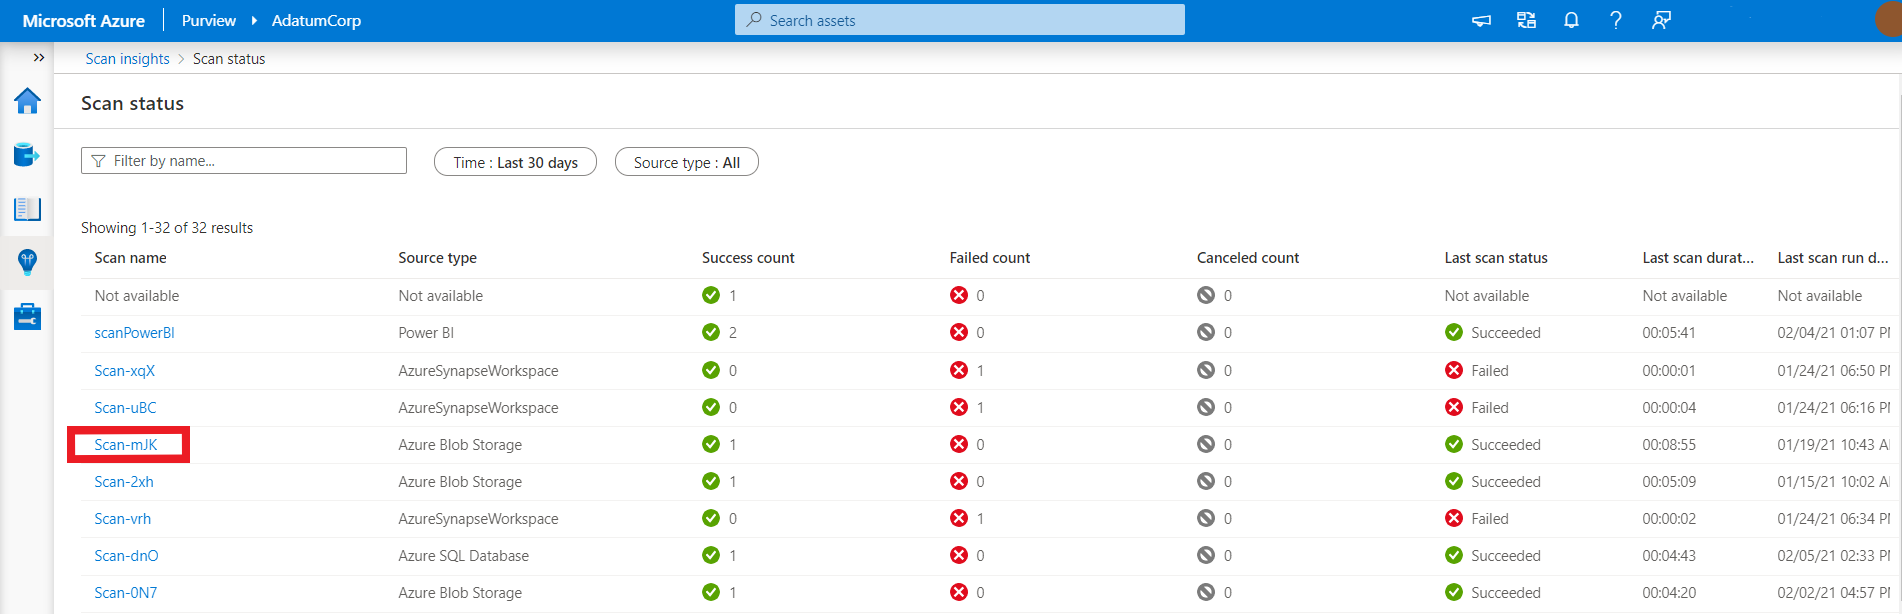 Microsoft Azure Purview AdatumCorp Search assets
Scan insights > Scan status
Scan status
Filter by name... Time : Last 30 days Source type : All
Showing 1-32 of 32 results
Scan name Source type Success count Failed count Canceled count Last scan status Last scan durat... Last scan run d...
Not available Not available 1 0 0 Not available Not available Not available
scanPowerBI Power BI 2 0 0 Succeeded 00:05:41 02/04/21 01:07 PM
Scan-xqX AzureSynapseWorkspace 0 1 0 Failed 00:00:01 01/24/21 06:50 PM
Scan-uBC AzureSynapseWorkspace 0 1 0 Failed 00:00:04 01/24/21 06:16 PM
Scan-mJK Azure Blob Storage 1 0 0 Succeeded 00:08:55 01/19/21 10:43 A
Scan-2xh Azure Blob Storage 1 0 0 Succeeded 00:05:09 01/15/21 10:02 A
Scan-vrh AzureSynapseWorkspace 0 1 0 Failed 00:00:02 01/24/21 06:34 PM
Scan-dnO Azure SQL Database 1 0 0 Succeeded 00:04:43 02/05/21 02:33 PM
Scan-0N7 Azure Blob Storage 1 0 0 Succeeded 00:04:20 02/02/21 04:57 PM